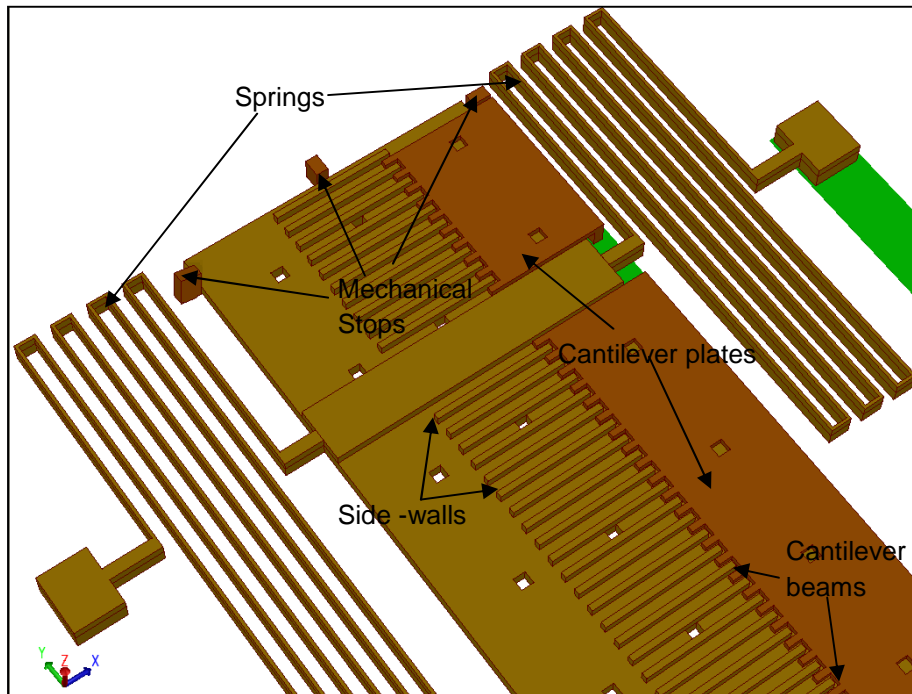 Springs
Mechanical
Stops
Cantilever plates
Side -walls
Cantilever
beams
Y
Z
X